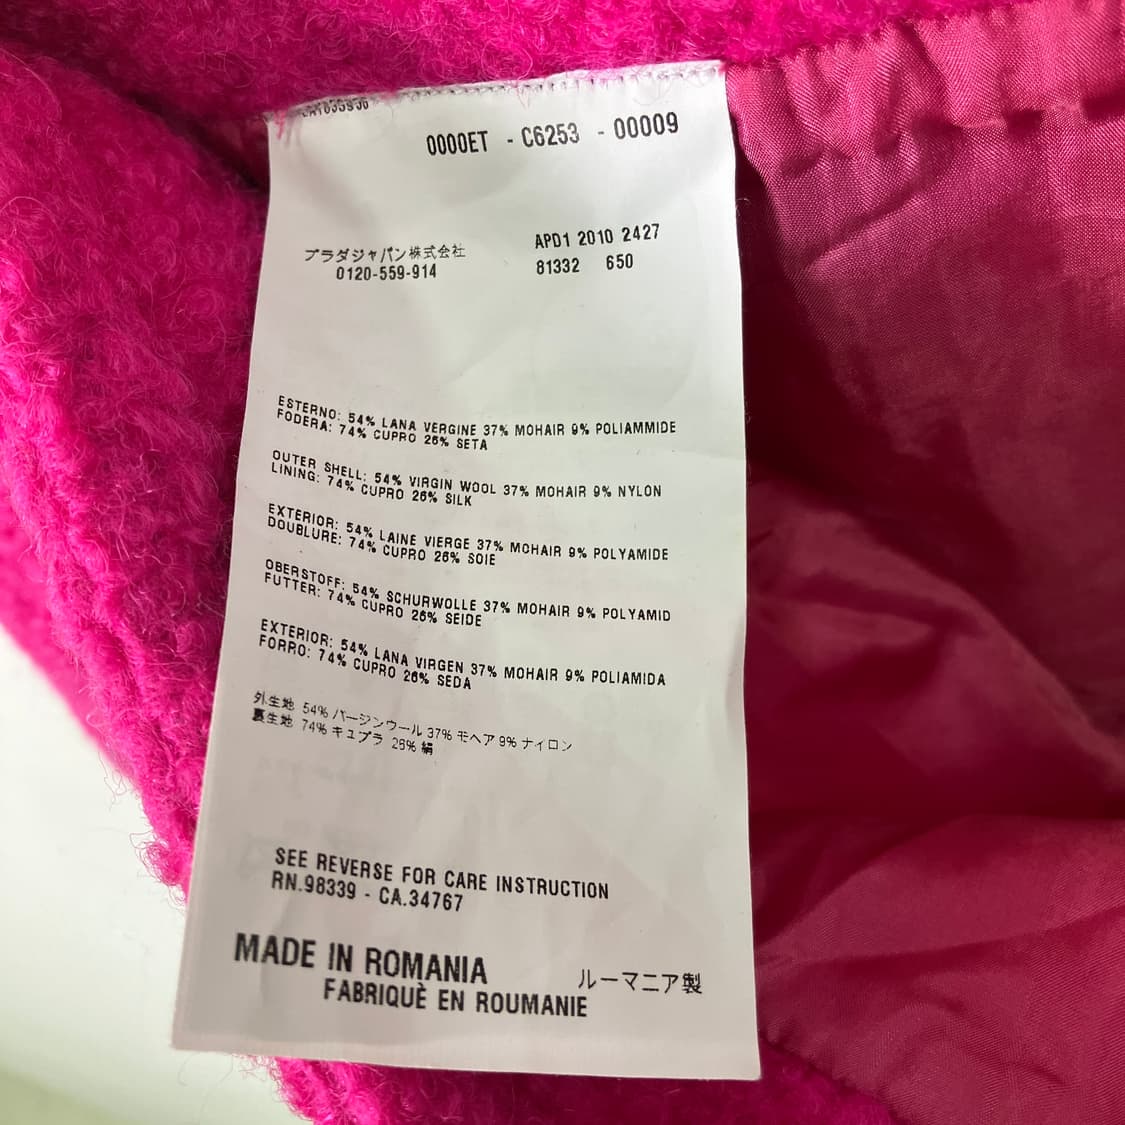 0000ET - C6253 - 00009
プラダジャパン株式会社
0120-559-914
APD1 2010 2427
81332 650
ESTERNO: 54% LANA VERGINE 37% MOHAIR 9% POLIAMMIDE
FODERA: 74% CUPRO 26% SETA
OUTER SHELL: 54% VIRGIN WOOL 37% MOHAIR 9% NYLON
LINING: 74% CUPRO 26% SILK
EXTERIOR: 54% LAINE VIERGE 37% MOHAIR 9% POLYAMIDE
DOUBLURE: 74% CUPRO 26% SOIE
OBERSTOFF: 54% SCHURWOLLE 37% MOHAIR 9% POLYAMID
FUTTER: 74% CUPRO 26% SEIDE
EXTERIOR: 54% LANA VIRGEN 37% MOHAIR 9% POLIAMIDA
FORRO: 74% CUPRO 26% SEDA
外生地 54% バージンウール 37% モヘア 9% ナイロン
裏生地 74% キュプラ 26% 絹
SEE REVERSE FOR CARE INSTRUCTION
RN.98339 - CA.34767
MADE IN ROMANIA
FABRIQUÈ EN ROUMANIE
ルーマニア製